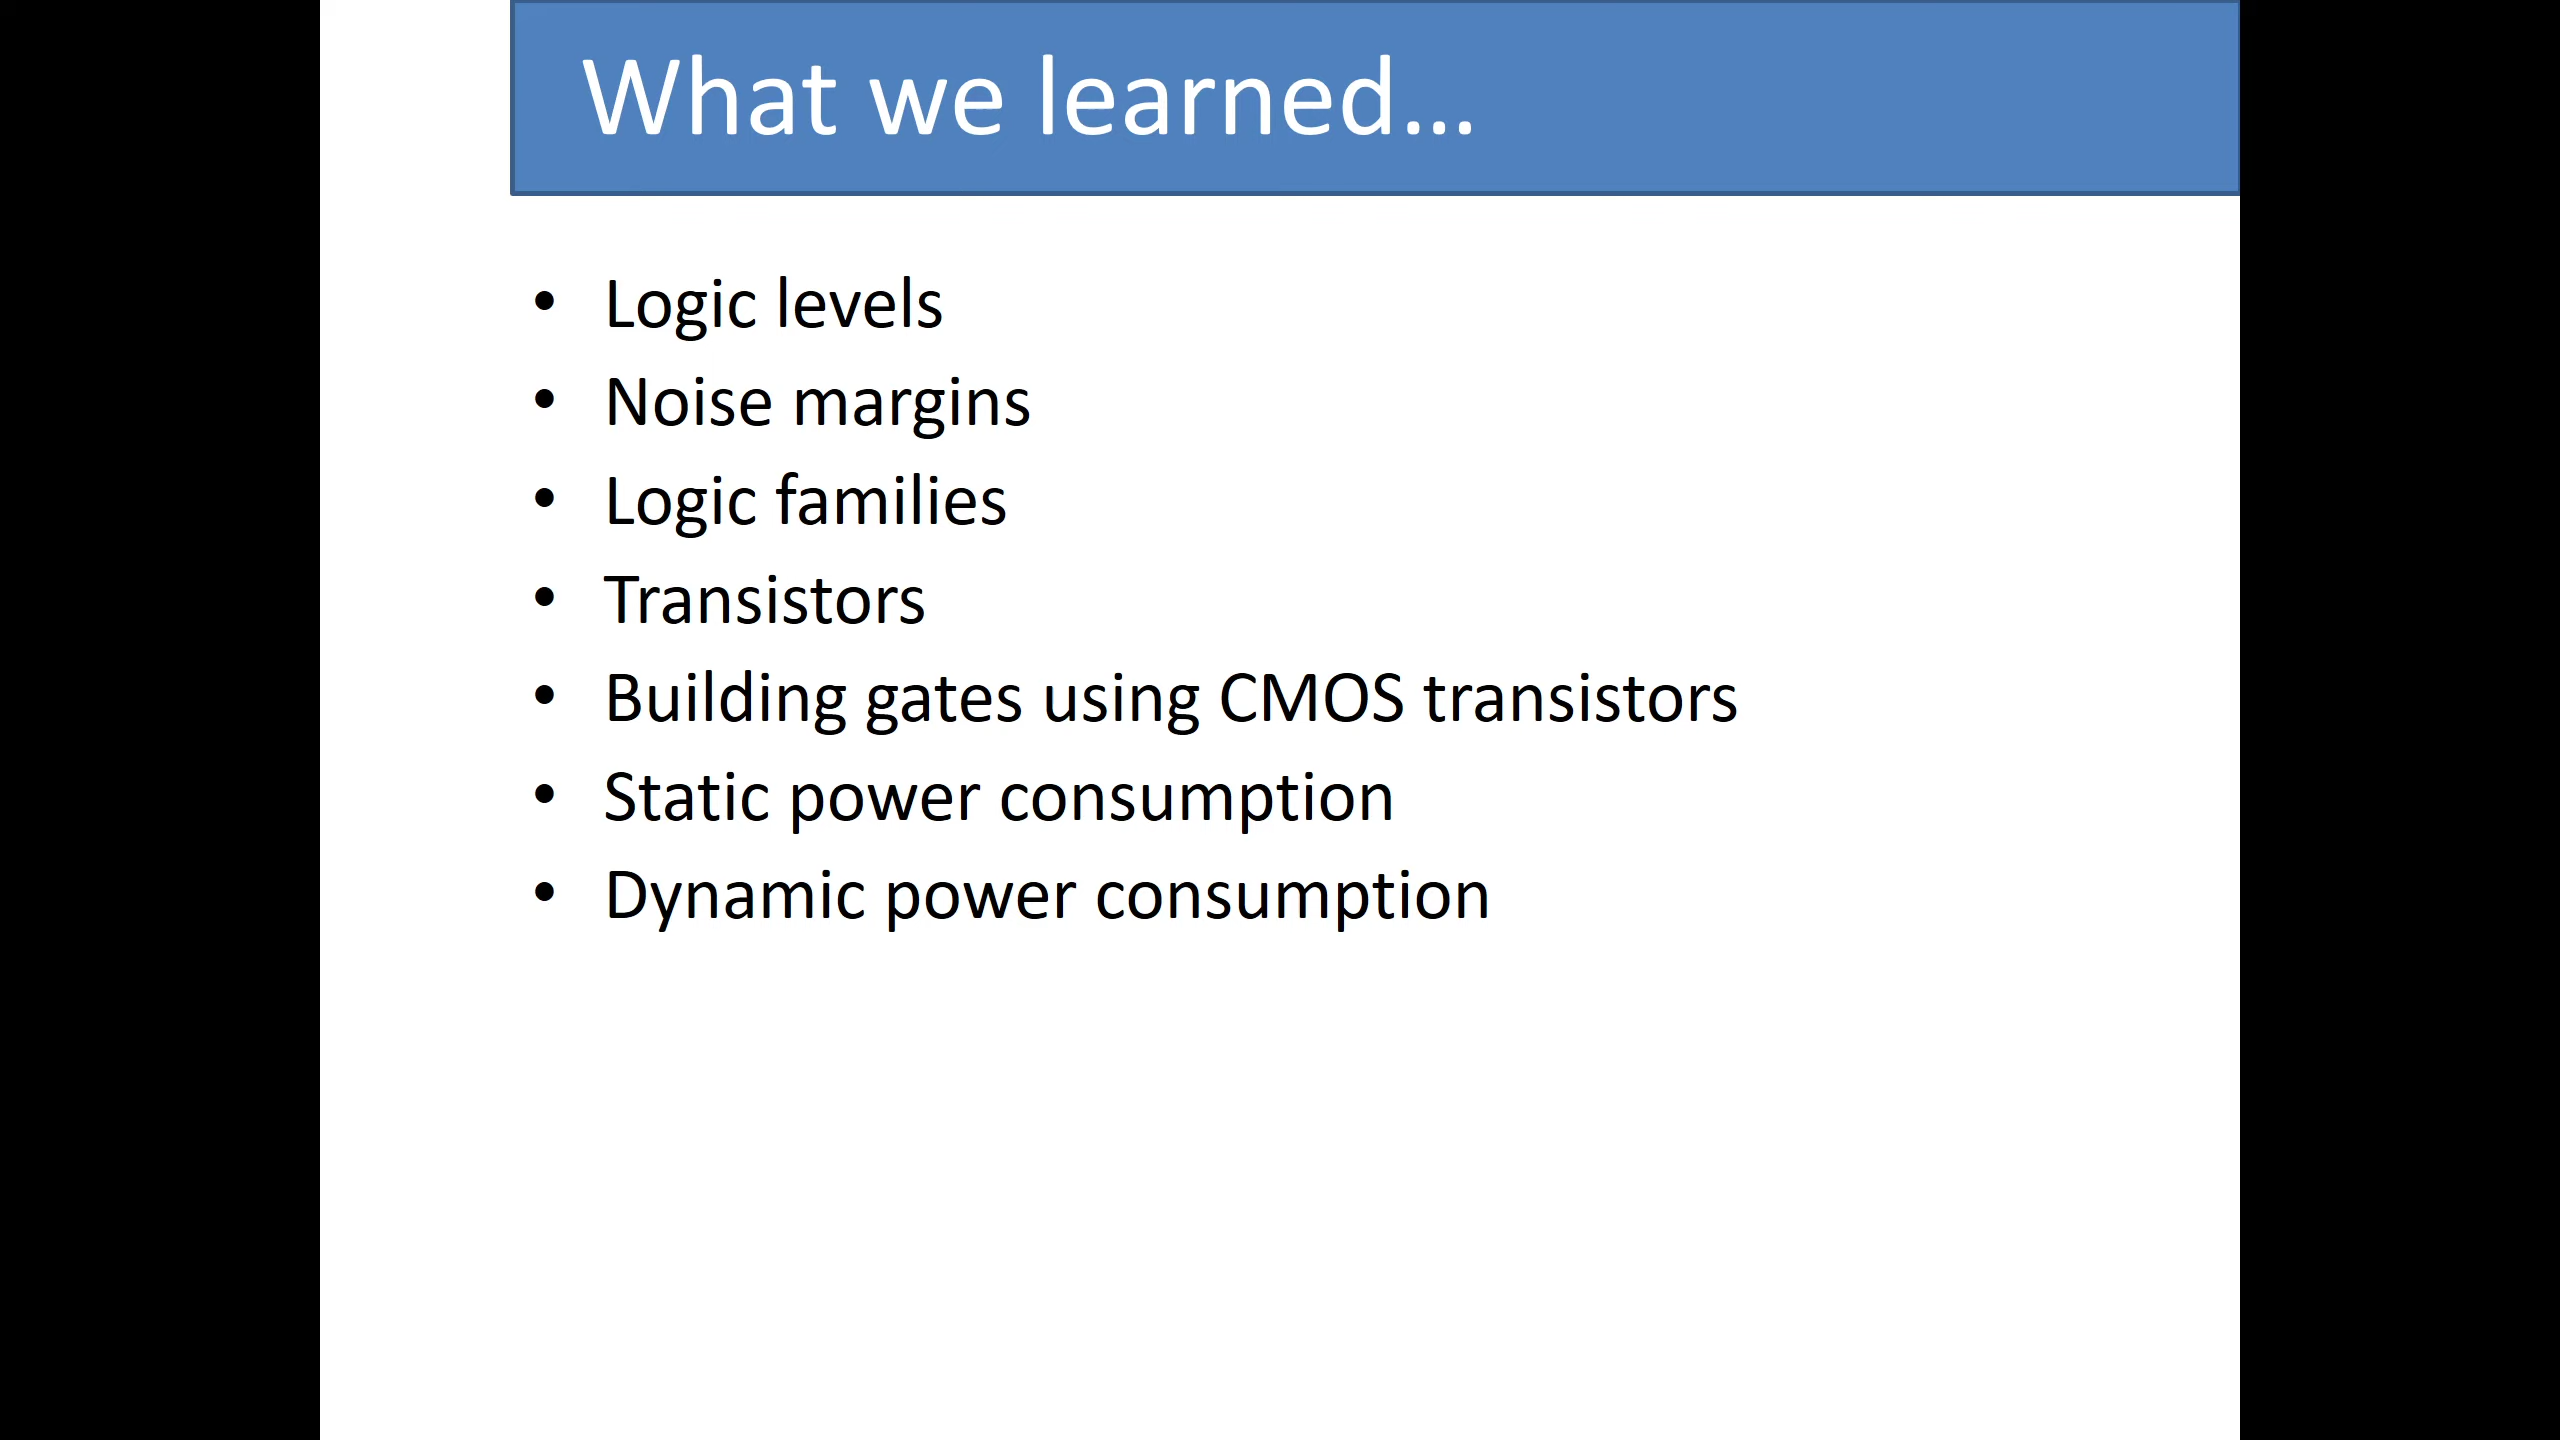 What we learned…
• Logic levels
• Noise margins
• Logic families
• Transistors
• Building gates using CMOS transistors
• Static power consumption
• Dynamic power consumption